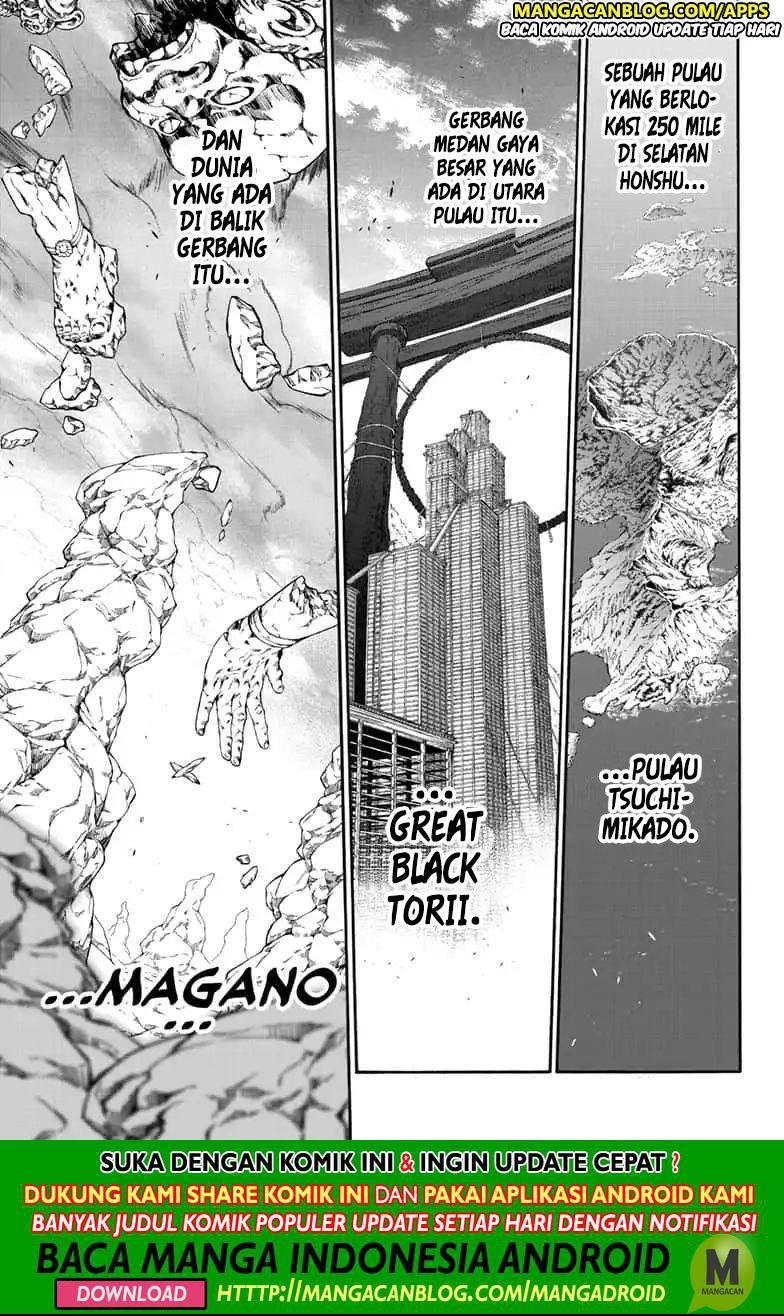 MANGACANBLOG.COM/APPS
BACA KOMIK ANDROID UPDATE TIAP HARI
SEBUAH PULAU
YANG BERLO-
KASI 250 MILE
DI SELATAN
HONSHU...
...PULAU
TSUCHI-
MIKADO.
GERBANG
MEDAN GAYA
BESAR YANG
ADA DI UTARA
PULAU ITU...
...
GREAT
BLACK
TORII.
DAN
DUNIA
YANG ADA
DI BALIK
GERBANG
ITU...
...MAGANO
...
SUKA DENGAN KOMIK INI & INGIN UPDATE CEPAT ?
DUKUNG KAMI SHARE KOMIK INI DAN PAKAI APLIKASI ANDROID KAMI
BANYAK JUDUL KOMIK POPULER UPDATE SETIAP HARI DENGAN NOTIFIKASI
BACA MANGA INDONESIA ANDROID
DOWNLOAD HTTTP://MANGACANBLOG.COM/MANGADROID
M
MANGACAN